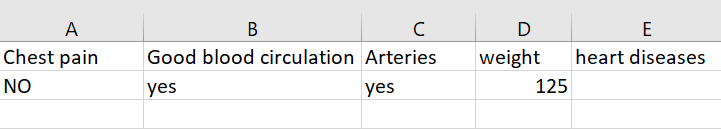 A B C D E
Chest pain Good blood circulation Arteries weight heart diseases
NO yes yes 125